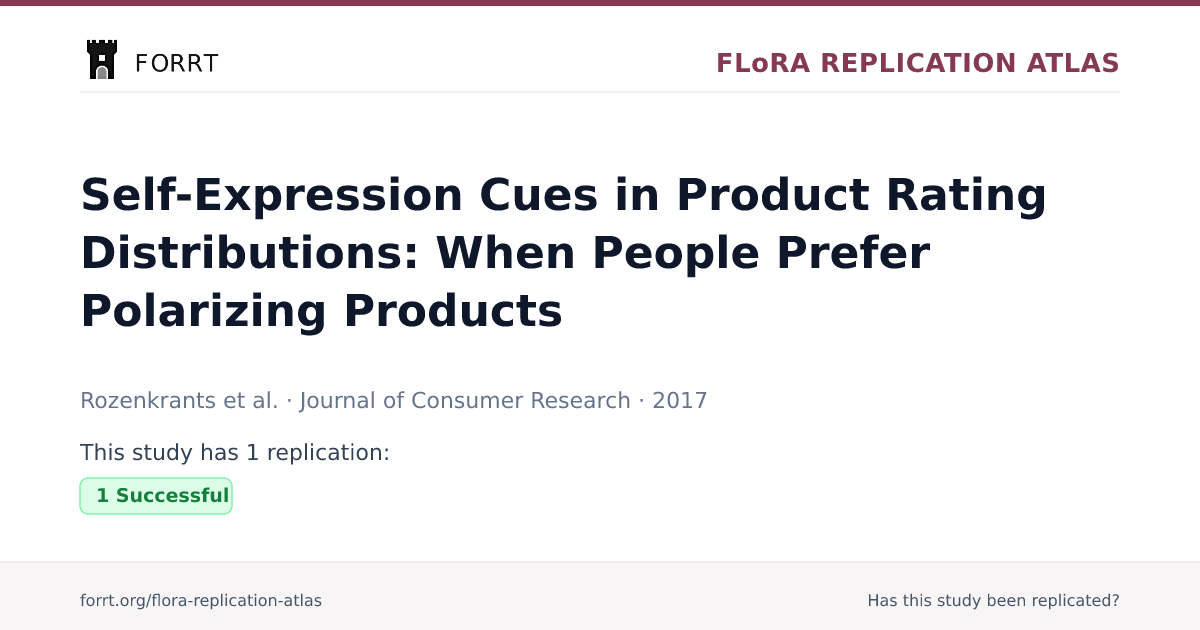 FORRT
FLoRA REPLICATION ATLAS
Self-Expression Cues in Product Rating
Distributions: When People Prefer
Polarizing Products
Rozenkrants et al. · Journal of Consumer Research · 2017
This study has 1 replication:
1 Successful
forrt.org/flora-replication-atlas
Has this study been replicated?